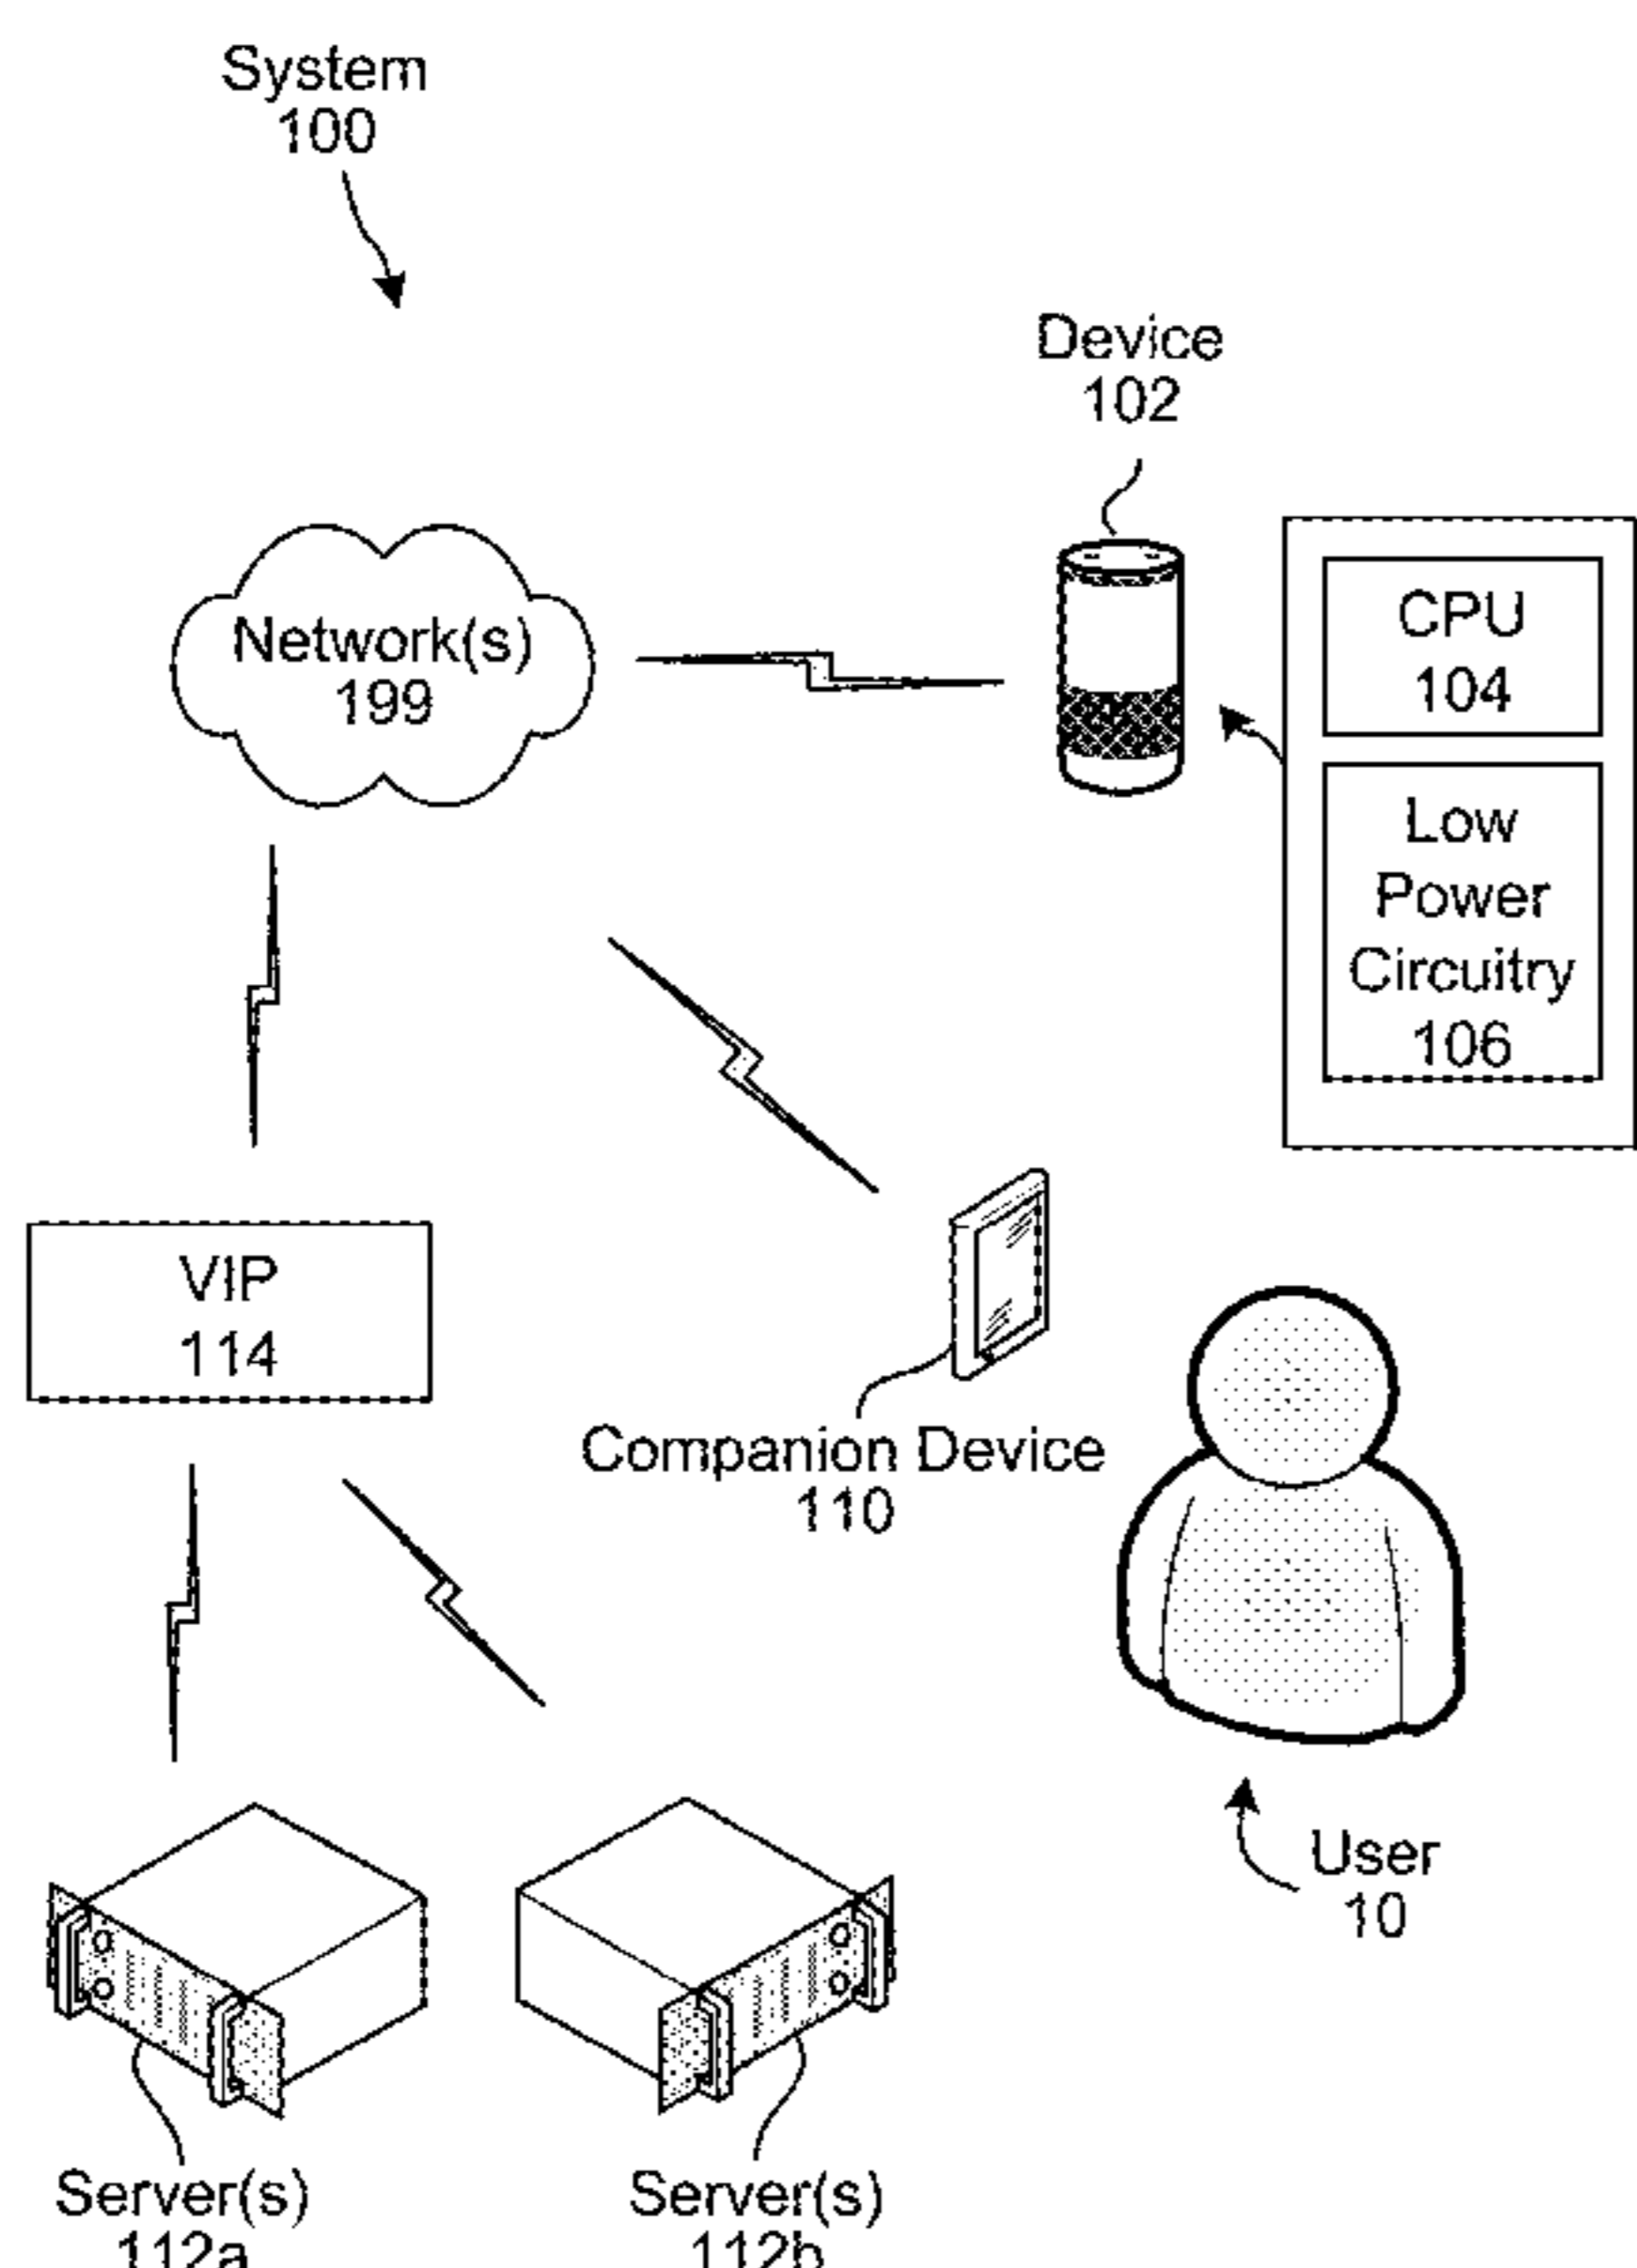 System
100
Device
102
Network(s)
199
CPU
104
Low
Power
Circuitry
106
VIP
114
Companion Device
110
User
10
Server(s)
112a
Server(s)
112b